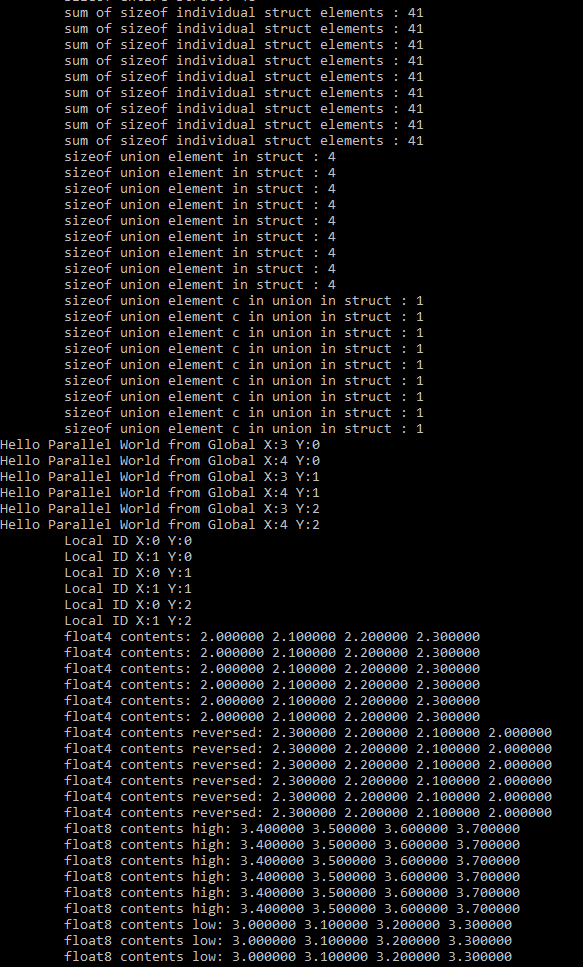 sum of sizeof individual struct elements : 41
sum of sizeof individual struct elements : 41
sum of sizeof individual struct elements : 41
sum of sizeof individual struct elements : 41
sum of sizeof individual struct elements : 41
sum of sizeof individual struct elements : 41
sum of sizeof individual struct elements : 41
sum of sizeof individual struct elements : 41
sum of sizeof individual struct elements : 41
sizeof union element in struct : 4
sizeof union element in struct : 4
sizeof union element in struct : 4
sizeof union element in struct : 4
sizeof union element in struct : 4
sizeof union element in struct : 4
sizeof union element in struct : 4
sizeof union element in struct : 4
sizeof union element in struct : 4
sizeof union element c in union in struct : 1
sizeof union element c in union in struct : 1
sizeof union element c in union in struct : 1
sizeof union element c in union in struct : 1
sizeof union element c in union in struct : 1
sizeof union element c in union in struct : 1
sizeof union element c in union in struct : 1
sizeof union element c in union in struct : 1
sizeof union element c in union in struct : 1
Hello Parallel World from Global X:3 Y:0
Hello Parallel World from Global X:4 Y:0
Hello Parallel World from Global X:3 Y:1
Hello Parallel World from Global X:4 Y:1
Hello Parallel World from Global X:3 Y:2
Hello Parallel World from Global X:4 Y:2
Local ID X:0 Y:0
Local ID X:1 Y:0
Local ID X:0 Y:1
Local ID X:1 Y:1
Local ID X:0 Y:2
Local ID X:1 Y:2
float4 contents: 2.000000 2.100000 2.200000 2.300000
float4 contents: 2.000000 2.100000 2.200000 2.300000
float4 contents: 2.000000 2.100000 2.200000 2.300000
float4 contents: 2.000000 2.100000 2.200000 2.300000
float4 contents: 2.000000 2.100000 2.200000 2.300000
float4 contents: 2.000000 2.100000 2.200000 2.300000
float4 contents reversed: 2.300000 2.200000 2.100000 2.000000
float4 contents reversed: 2.300000 2.200000 2.100000 2.000000
float4 contents reversed: 2.300000 2.200000 2.100000 2.000000
float4 contents reversed: 2.300000 2.200000 2.100000 2.000000
float4 contents reversed: 2.300000 2.200000 2.100000 2.000000
float4 contents reversed: 2.300000 2.200000 2.100000 2.000000
float8 contents high: 3.400000 3.500000 3.600000 3.700000
float8 contents high: 3.400000 3.500000 3.600000 3.700000
float8 contents high: 3.400000 3.500000 3.600000 3.700000
float8 contents high: 3.400000 3.500000 3.600000 3.700000
float8 contents high: 3.400000 3.500000 3.600000 3.700000
float8 contents high: 3.400000 3.500000 3.600000 3.700000
float8 contents low: 3.000000 3.100000 3.200000 3.300000
float8 contents low: 3.000000 3.100000 3.200000 3.300000
float8 contents low: 3.000000 3.100000 3.200000 3.300000